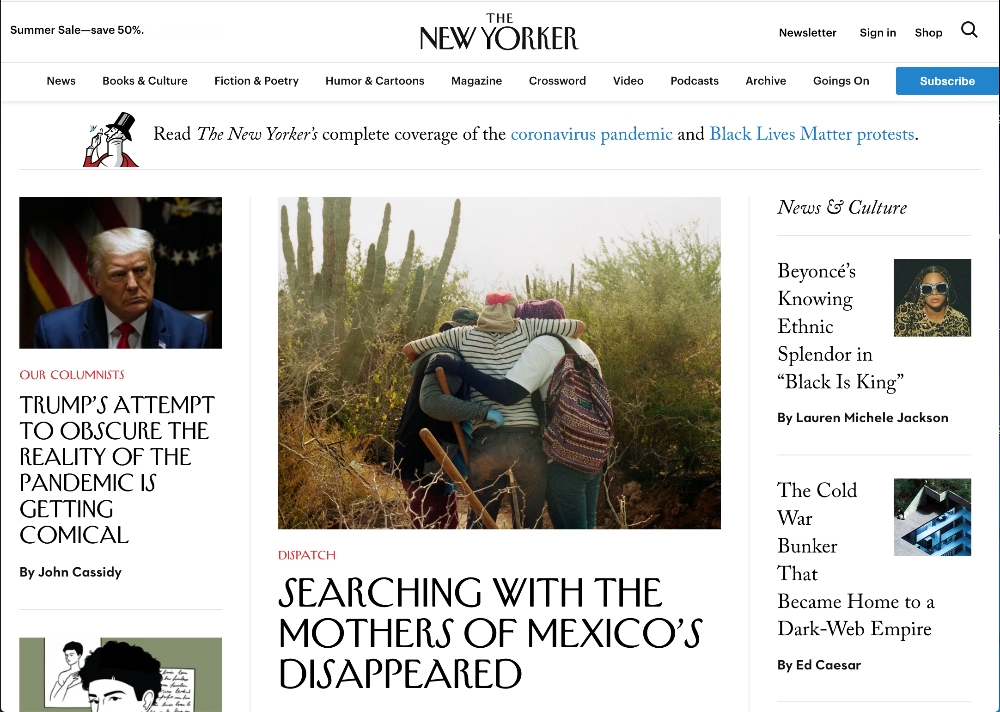 Summer Sale—save 50%.
THE
NEW YORKER
Newsletter Sign in Shop
News Books & Culture Fiction & Poetry Humor & Cartoons Magazine Crossword Video Podcasts Archive Goings On Subscribe
Read The New Yorker's complete coverage of the coronavirus pandemic and Black Lives Matter protests.
OUR COLUMNISTS
TRUMP'S ATTEMPT
TO OBSCURE THE
REALITY OF THE
PANDEMIC IS
GETTING
COMICAL
By John Cassidy
DISPATCH
SEARCHING WITH THE
MOTHERS OF MEXICO'S
DISAPPEARED
News & Culture
Beyoncé's
Knowing
Ethnic
Splendor in
“Black Is King”
By Lauren Michele Jackson
The Cold
War
Bunker
That
Became Home to a
Dark-Web Empire
By Ed Caesar